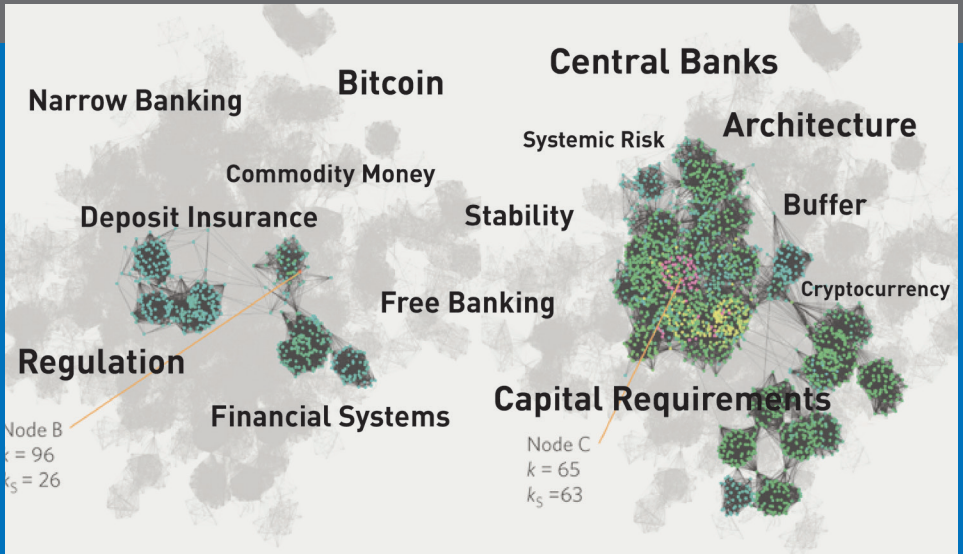 Central Banks
Bitcoin
Narrow Banking
Architecture
Systemic Risk
Commodity Money
Deposit Insurance
Stability
Buffer
Cryptocurrency
Free Banking
Regulation
Capital Requirements
Financial Systems
Node B
= 96
S = 26
Node C
k = 65
kS =63